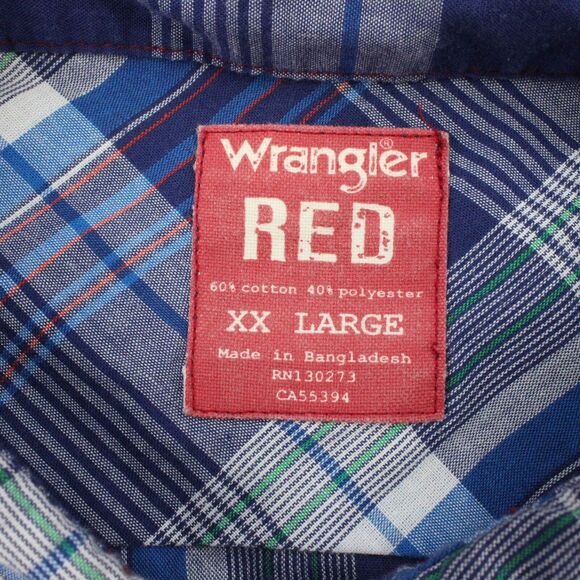 Wrangler®
RED
60% cotton 40% polyester
XX LARGE
Made in Bangladesh
RN130273
CA55394